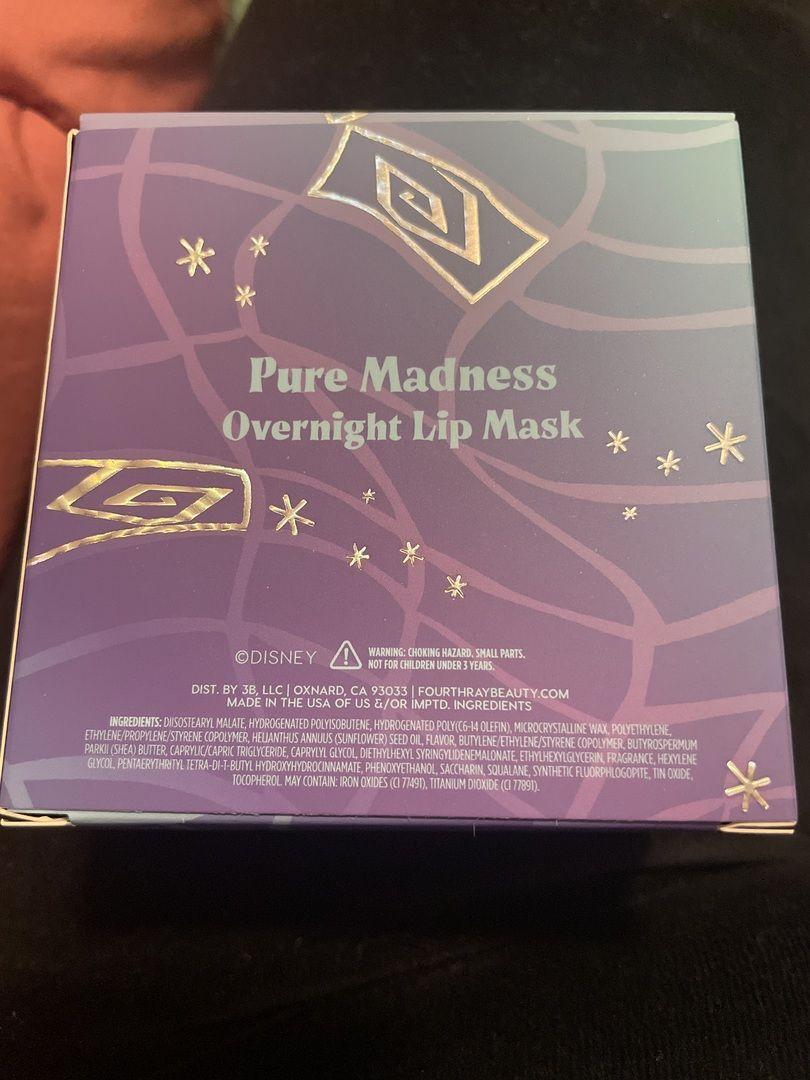 Pure Madness
Overnight Lip Mask
©DISNEY
WARNING: CHOKING HAZARD. SMALL PARTS.
NOT FOR CHILDREN UNDER 3 YEARS.
DIST. BY 3B, LLC | OXNARD, CA 93033 | FOURTHRAYBEAUTY.COM
MADE IN THE USA OF US &/OR IMPTD. INGREDIENTS
INGREDIENTS: DIISOSTEARYL MALATE, HYDROGENATED POLYISOBUTENE, HYDROGENATED POLY(C6-14 OLEFIN), MICROCRYSTALLINE WAX, POLYETHYLENE,
ETHYLENE/PROPYLENE/STYRENE COPOLYMER, HELIANTHUS ANNUUS (SUNFLOWER) SEED OIL, FLAVOR, BUTYLENE/ETHYLENE/STYRENE COPOLYMER, BUTYROSPERMUM
PARKII (SHEA) BUTTER, CAPRYLIC/CAPRIC TRIGLYCERIDE, CAPRYLYL GLYCOL, DIETHYLHEXYL SYRINGYLIDENEMALONATE, ETHYLHEXYLGLYCERIN, FRAGRANCE, HEXYLENE
GLYCOL, PENTAERYTHRITYL TETRA-DI-T-BUTYL HYDROXYHYDROCINNAMATE, PHENOXYETHANOL, SACCHARIN, SQUALANE, SYNTHETIC FLUORPHLOGOPITE, TIN OXIDE,
TOCOPHEROL. MAY CONTAIN: IRON OXIDES (CI 77491), TITANIUM DIOXIDE (CI 77891).